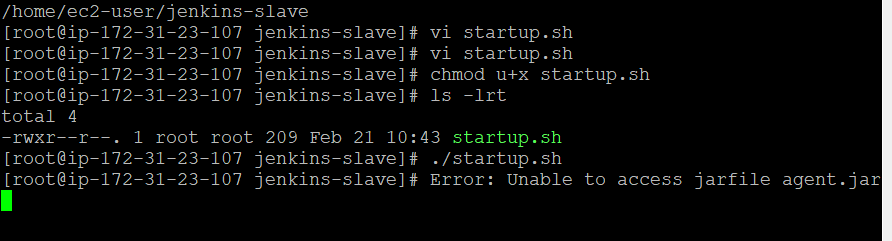 /home/ec2-user/jenkins-slave
[root@ip-172-31-23-107 jenkins-slave]# vi startup.sh
[root@ip-172-31-23-107 jenkins-slave]# vi startup.sh
[root@ip-172-31-23-107 jenkins-slave]# chmod u+x startup.sh
[root@ip-172-31-23-107 jenkins-slave]# ls -lrt
total 4
-rwxr--r--. 1 root root 209 Feb 21 10:43 startup.sh
[root@ip-172-31-23-107 jenkins-slave]# ./startup.sh
[root@ip-172-31-23-107 jenkins-slave]# Error: Unable to access jarfile agent.jar